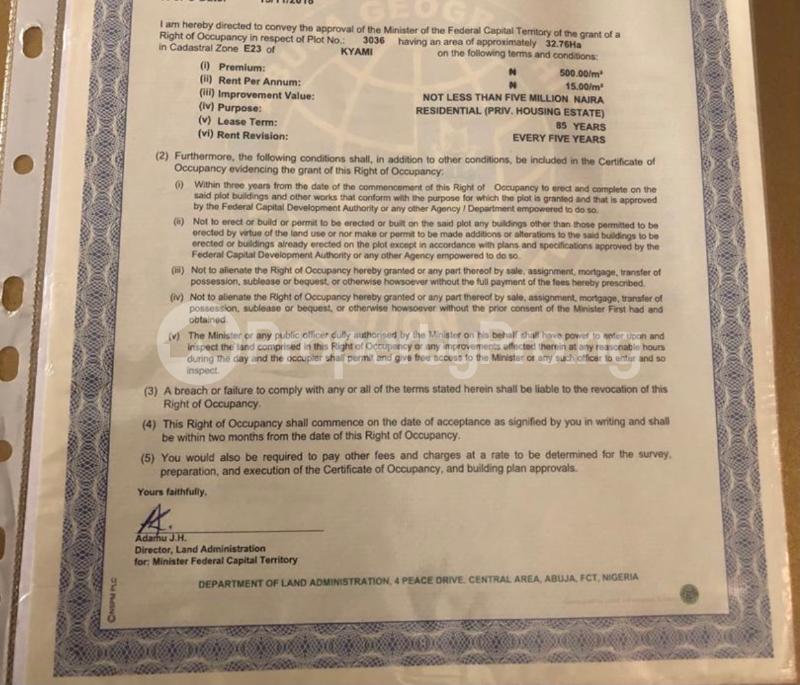 GEOG
I am hereby directed to convey the approval of the Minister of the Federal Capital Territory of the grant of a
Right of Occupancy in respect of Plot No.: 3036 having an area of approximately 32.76Ha
in Cadastral Zone E23 of KYAMI on the following terms and conditions:
(i) Premium: N 500.00/m²
(ii) Rent Per Annum: N 15.00/m²
(iii) Improvement Value: NOT LESS THAN FIVE MILLION NAIRA
(iv) Purpose: RESIDENTIAL (PRIV. HOUSING ESTATE)
(v) Lease Term: 85 YEARS
(vi) Rent Revision: EVERY FIVE YEARS
(2) Furthermore, the following conditions shall, in addition to other conditions, be included in the Certificate of
Occupancy evidencing the grant of this Right of Occupancy:
(i) Within three years from the date of the commencement of this Right of Occupancy to erect and complete on the
said plot buildings and other works that conform with the purpose for which the plot is granted and that is approved
by the Federal Capital Development Authority or any other Agency / Department empowered to do so.
(ii) Not to erect or build or permit to be erected or built on the said plot any buildings other than those permitted to be
erected by virtue of the land use or nor make or permit to be made additions or alterations to the said buildings to be
erected or buildings already erected on the plot except in accordance with plans and specifications approved by the
Federal Capital Development Authority or any other Agency empowered to do so.
(iii) Not to alienate the Right of Occupancy hereby granted or any part thereof by sale, assignment, mortgage, transfer of
possession, sublease or bequest, or otherwise howsoever without the full payment of the fees hereby prescribed.
(iv) Not to alienate the Right of Occupancy hereby granted or any part thereof by sale, assignment, mortgage, transfer of
possession, sublease or bequest, or otherwise howsoever without the prior consent of the Minister First had and
obtained.
(v) The Minister or any public officer dully authorised by the Minister on his behalf shall have power to enter upon and
inspect the land comprised in this Right of Occupancy or any improvements effected therein at any reasonable hours
during the day and the occupier shall permit and give free access to the Minister or any such officer to enter and so
inspect.
(3) A breach or failure to comply with any or all of the terms stated herein shall be liable to the revocation of this
Right of Occupancy.
(4) This Right of Occupancy shall commence on the date of acceptance as signified by you in writing and shall
be within two months from the date of this Right of Occupancy.
(5) You would also be required to pay other fees and charges at a rate to be determined for the survey,
preparation, and execution of the Certificate of Occupancy, and building plan approvals.
Yours faithfully,
Adamu J.H.
Director, Land Administration
for: Minister Federal Capital Territory
DEPARTMENT OF LAND ADMINISTRATION, 4 PEACE DRIVE, CENTRAL AREA, ABUJA, FCT, NIGERIA
©NSPM PLC